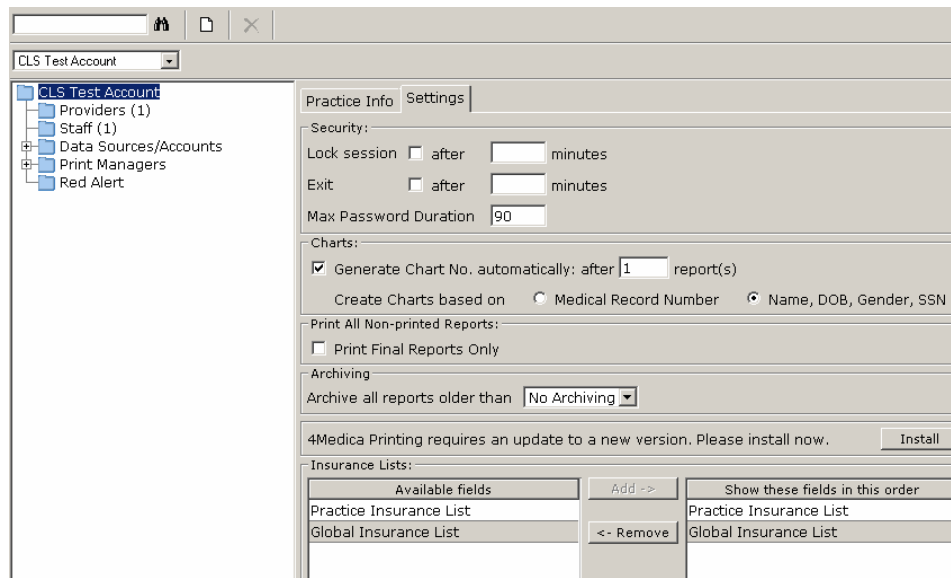 CLS Test Account
CLS Test Account
Providers (1)
Staff (1)
Data Sources/Accounts
Print Managers
Red Alert
Practice Info Settings
Security:
Lock session after minutes
Exit after minutes
Max Password Duration 90
Charts:
Generate Chart No. automatically: after 1 report(s)
Create Charts based on Medical Record Number Name, DOB, Gender, SSN
Print All Non-printed Reports:
Print Final Reports Only
Archiving
Archive all reports older than No Archiving
4Medica Printing requires an update to a new version. Please install now. Install
Insurance Lists:
Available fields Add -> Show these fields in this order
Practice Insurance List Practice Insurance List
Global Insurance List <- Remove Global Insurance List